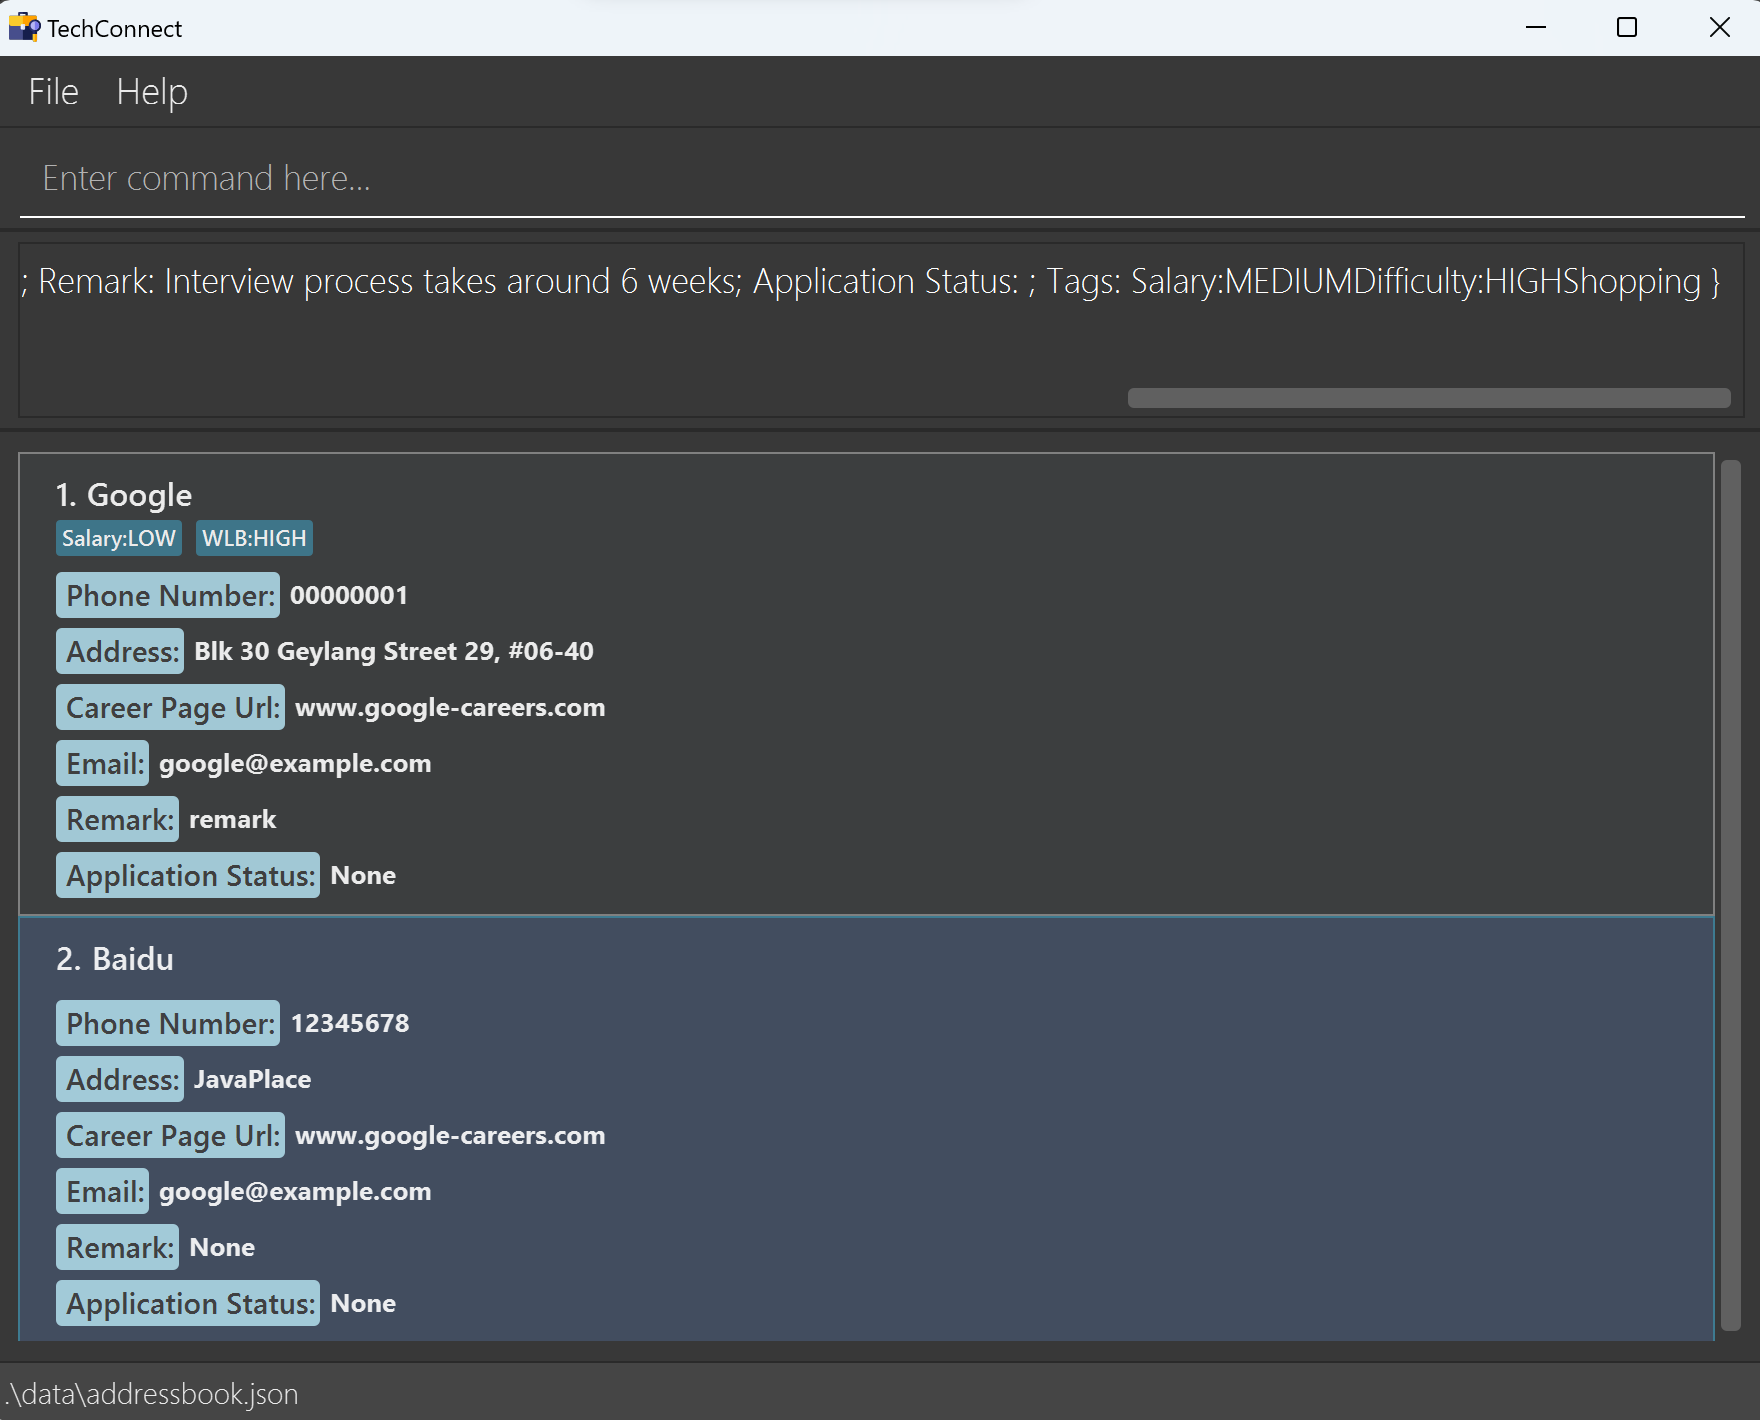 TechConnect
File Help
Enter command here...
; Remark: Interview process takes around 6 weeks; Application Status: ; Tags: Salary:MEDIUMDifficulty:HIGHShopping }
1. Google
Salary:LOW WLB:HIGH
Phone Number: 00000001
Address: Blk 30 Geylang Street 29, #06-40
Career Page Url: www.google-careers.com
Email: google@example.com
Remark: remark
Application Status: None
2. Baidu
Phone Number: 12345678
Address: JavaPlace
Career Page Url: www.google-careers.com
Email: google@example.com
Remark: None
Application Status: None
.\data\addressbook.json